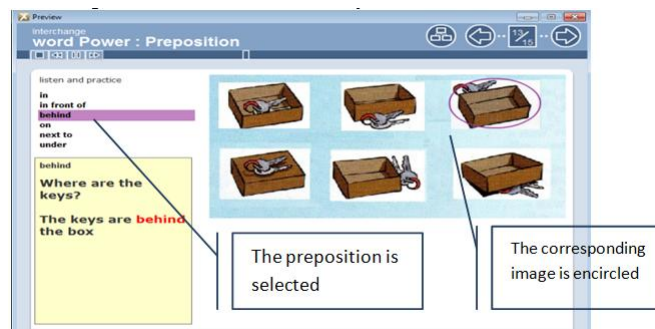 Preview
Interchange
word Power : Preposition
13/15
listen and practice
in
in front of
behind
on
next to
under
behind
Where are the
keys?
The keys are behind
the box
The preposition is
selected
The corresponding
image is encircled